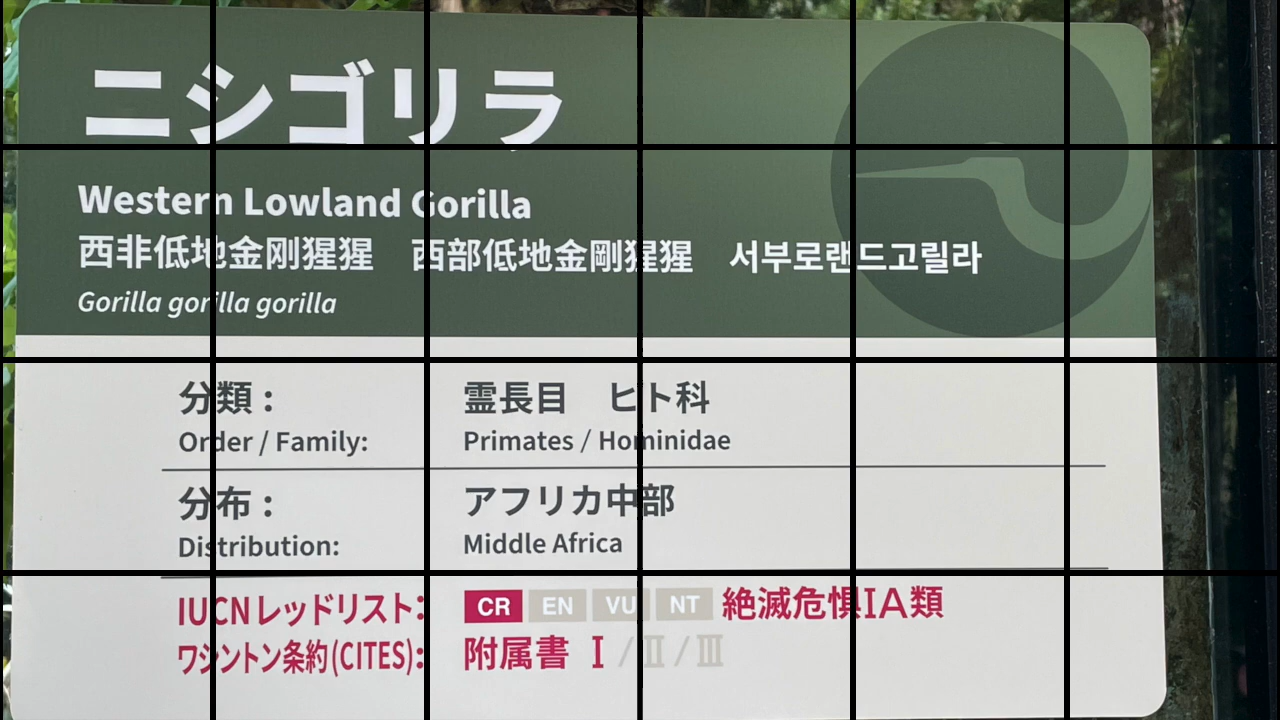 ニシゴリラ
Western Lowland Gorilla
西非低地金刚猩猩　西部低地金剛猩猩　서부로랜드고릴라
Gorilla gorilla gorilla
分類：　霊長目　ヒト科
Order / Family:　Primates / Hominidae
分布：　アフリカ中部
Distribution:　Middle Africa
IUCNレッドリスト：　CR EN VU NT 絶滅危惧IA類
ワシントン条約(CITES)：　附属書 Ⅰ / Ⅱ / Ⅲ